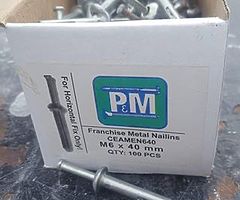 For Horizontal Fix Only!
P&M
Franchise Metal Nailins
CEAMEN640
M6 x 40 mm
QTY: 100 PCS